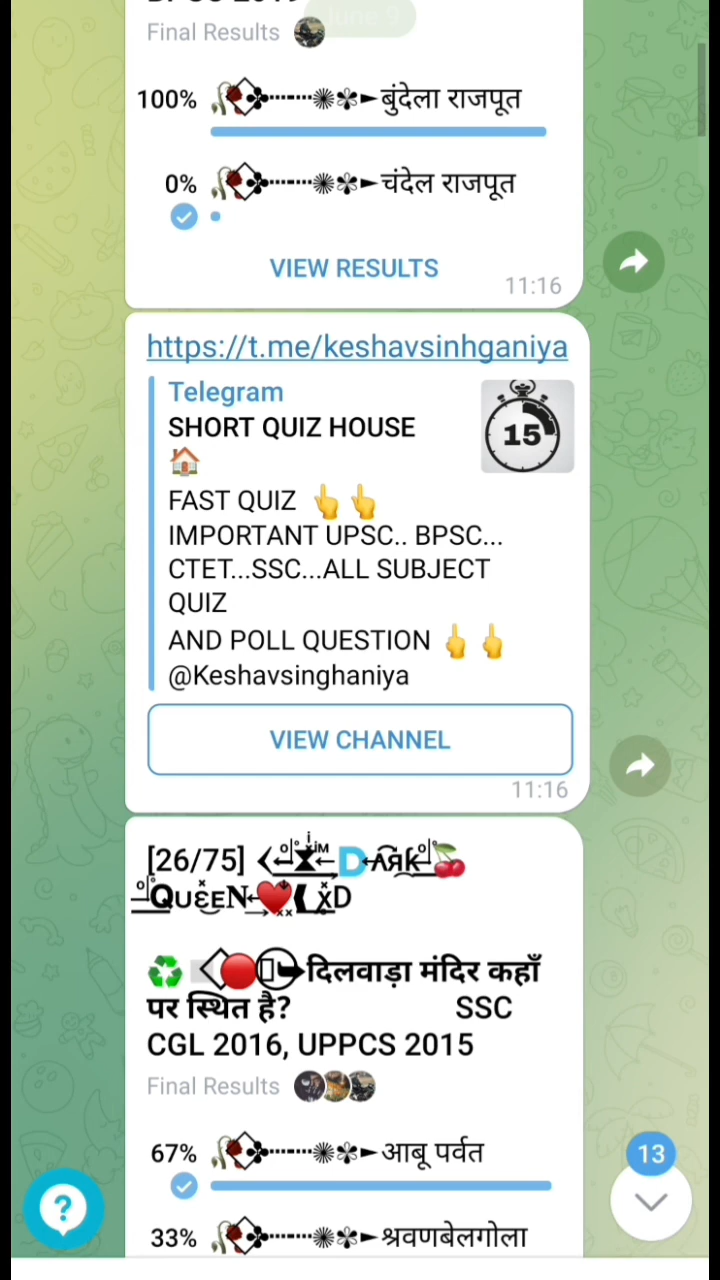 Final Results
June 9
100% बुंदेला राजपूत
0% चंदेल राजपूत
VIEW RESULTS
11:16
https://t.me/keshavsinhganiya
Telegram
SHORT QUIZ HOUSE
🏠
15
FAST QUIZ 👆👆
IMPORTANT UPSC.. BPSC...
CTET...SSC...ALL SUBJECT
QUIZ
AND POLL QUESTION 👆👆
@Keshavsinghaniya
VIEW CHANNEL
11:16
[26/75]
दिलवाड़ा मंदिर कहाँ
पर स्थित है? SSC
CGL 2016, UPPCS 2015
Final Results
67% आबू पर्वत
13
?
33% श्रवणबेलगोला